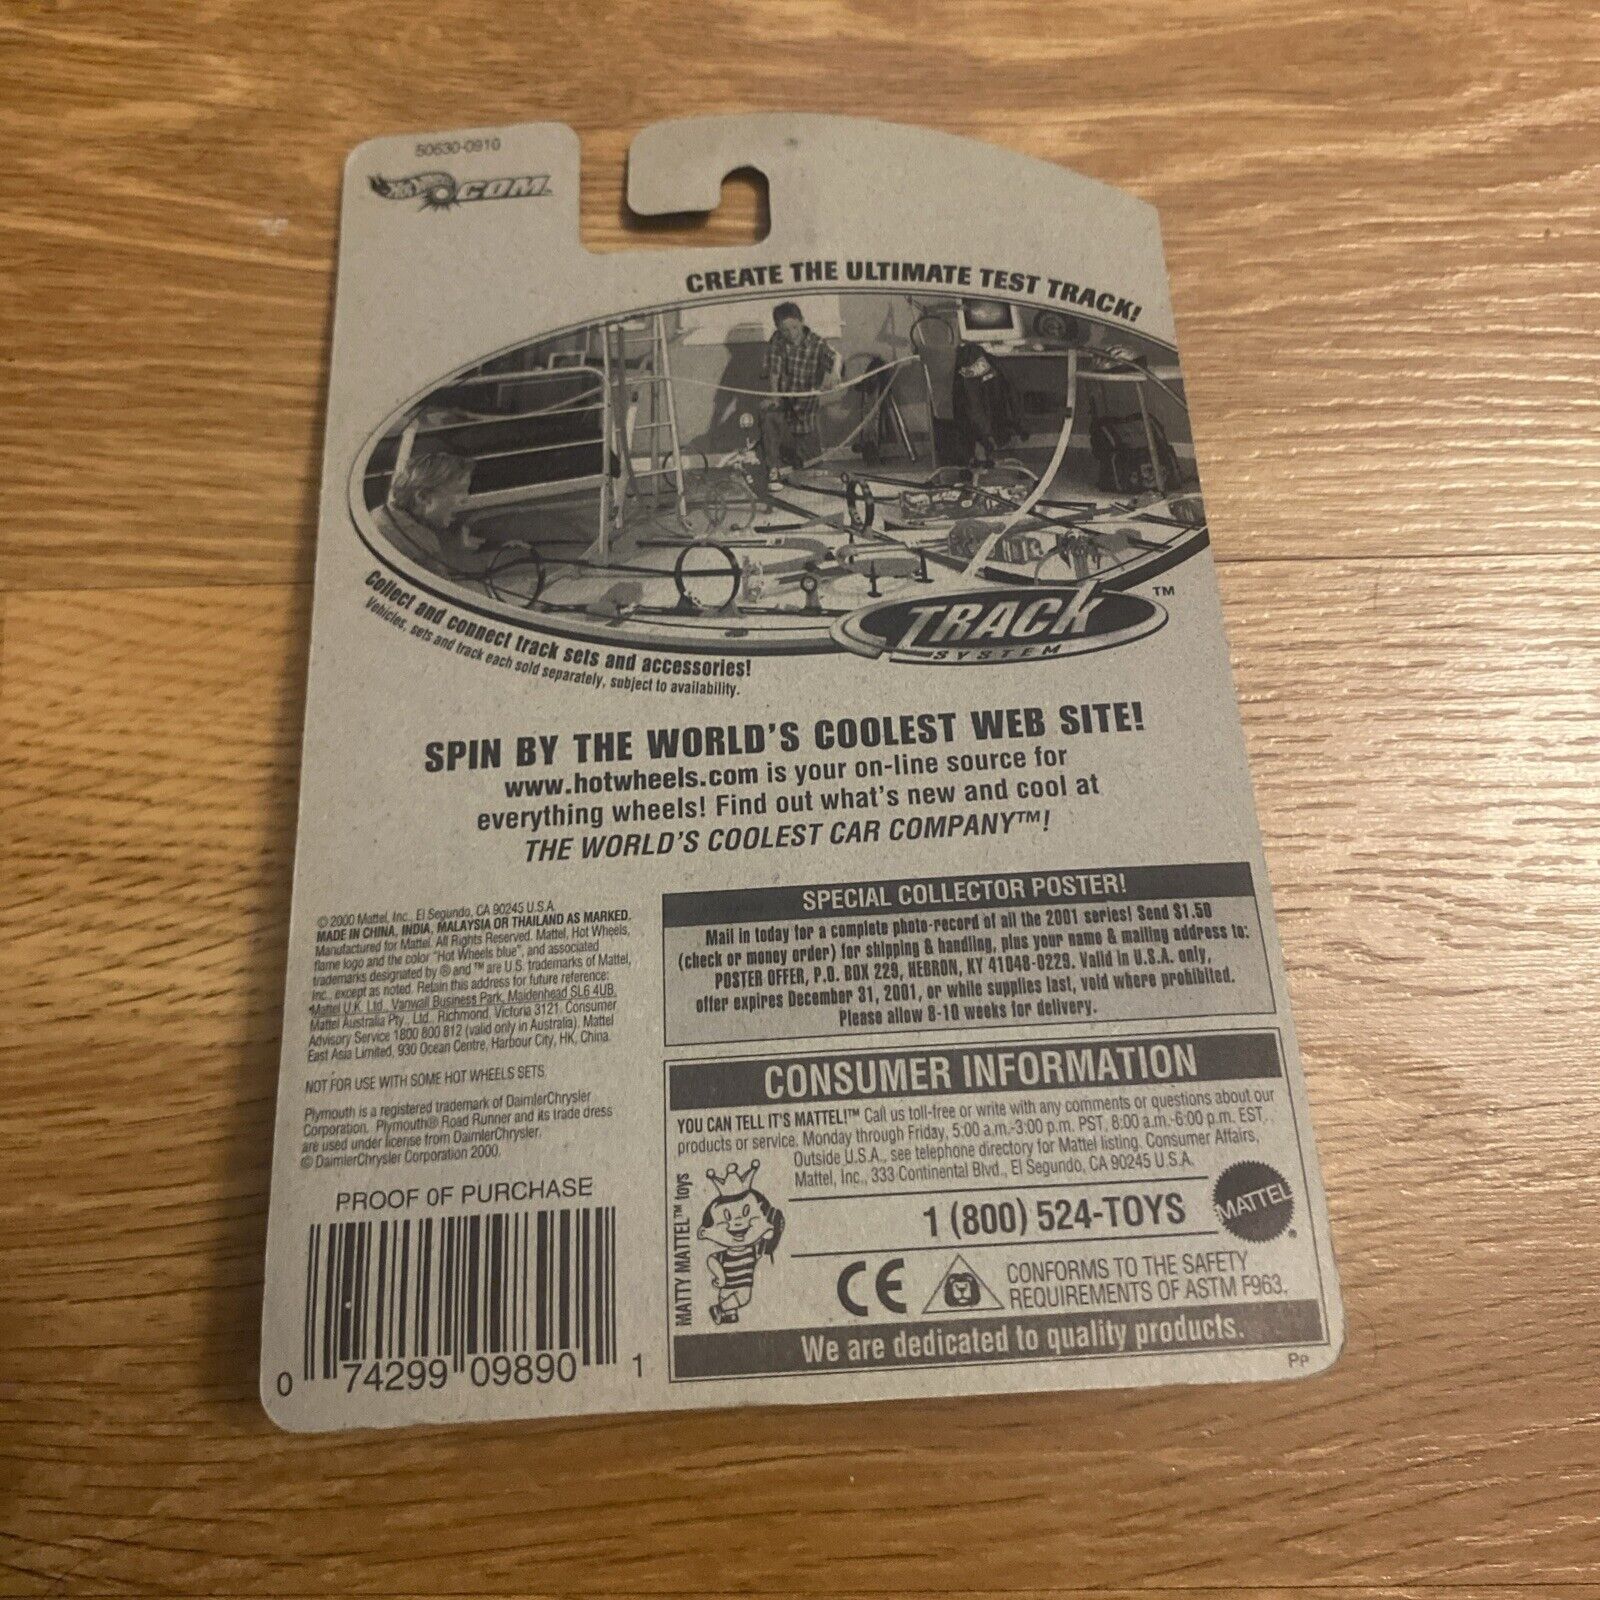 50630-0910
HOT WHEELS .COM™
CREATE THE ULTIMATE TEST TRACK!
Collect and connect track sets and accessories!
Vehicles, sets and track each sold separately, subject to availability.
TRACK
SYSTEM
™
SPIN BY THE WORLD'S COOLEST WEB SITE!
www.hotwheels.com is your on-line source for
everything wheels! Find out what's new and cool at
THE WORLD'S COOLEST CAR COMPANY™!
© 2000 Mattel, Inc., El Segundo, CA 90245 U.S.A.
MADE IN CHINA, INDIA, MALAYSIA OR THAILAND AS MARKED.
Manufactured for Mattel. All Rights Reserved. Mattel, Hot Wheels,
flame logo and the color "Hot Wheels blue", and associated
trademarks designated by ® and ™ are U.S. trademarks of Mattel,
Inc., except as noted. Retain this address for future reference:
Mattel U.K. Ltd., Vanwall Business Park, Maidenhead SL6 4UB.
Mattel Australia Pty., Ltd., Richmond, Victoria 3121. Consumer
Advisory Service 1800 800 812 (valid only in Australia). Mattel
East Asia Limited, 930 Ocean Centre, Harbour City, HK, China.
NOT FOR USE WITH SOME HOT WHEELS SETS.
Plymouth is a registered trademark of DaimlerChrysler
Corporation. Plymouth® Road Runner and its trade dress
are used under license from DaimlerChrysler.
© DaimlerChrysler Corporation 2000.
PROOF OF PURCHASE
0 74299 09890 1
SPECIAL COLLECTOR POSTER!
Mail in today for a complete photo-record of all the 2001 series! Send $1.50
(check or money order) for shipping & handling, plus your name & mailing address to:
POSTER OFFER, P.O. BOX 229, HEBRON, KY 41048-0229. Valid in U.S.A. only,
offer expires December 31, 2001, or while supplies last, void where prohibited.
Please allow 8-10 weeks for delivery.
CONSUMER INFORMATION
YOU CAN TELL IT'S MATTEL!™ Call us toll-free or write with any comments or questions about our
products or service. Monday through Friday, 5:00 a.m.-3:00 p.m. PST, 8:00 a.m.-6:00 p.m. EST.
Outside U.S.A., see telephone directory for Mattel listing. Consumer Affairs,
Mattel, Inc., 333 Continental Blvd., El Segundo, CA 90245 U.S.A.
MATTY MATTEL™ toys
1 (800) 524-TOYS
MATTEL®
CE
CONFORMS TO THE SAFETY
REQUIREMENTS OF ASTM F963.
We are dedicated to quality products.
PP